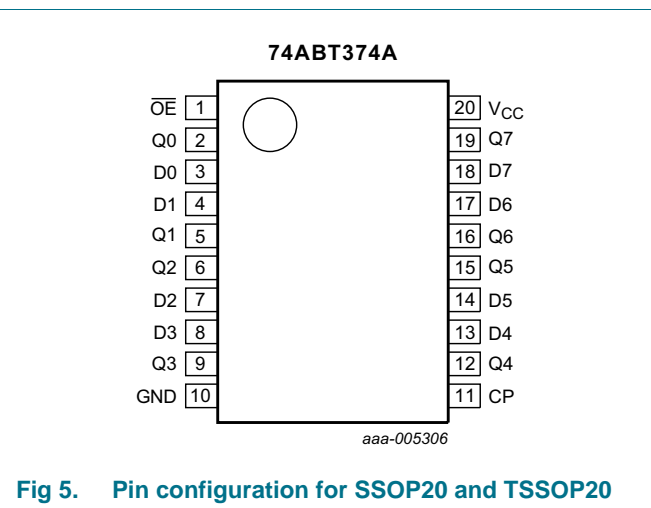 74ABT374A
OE 1 20 VCC
Q0 2 19 Q7
D0 3 18 D7
D1 4 17 D6
Q1 5 16 Q6
Q2 6 15 Q5
D2 7 14 D5
D3 8 13 D4
Q3 9 12 Q4
GND 10 11 CP
aaa-005306
Fig 5. Pin configuration for SSOP20 and TSSOP20